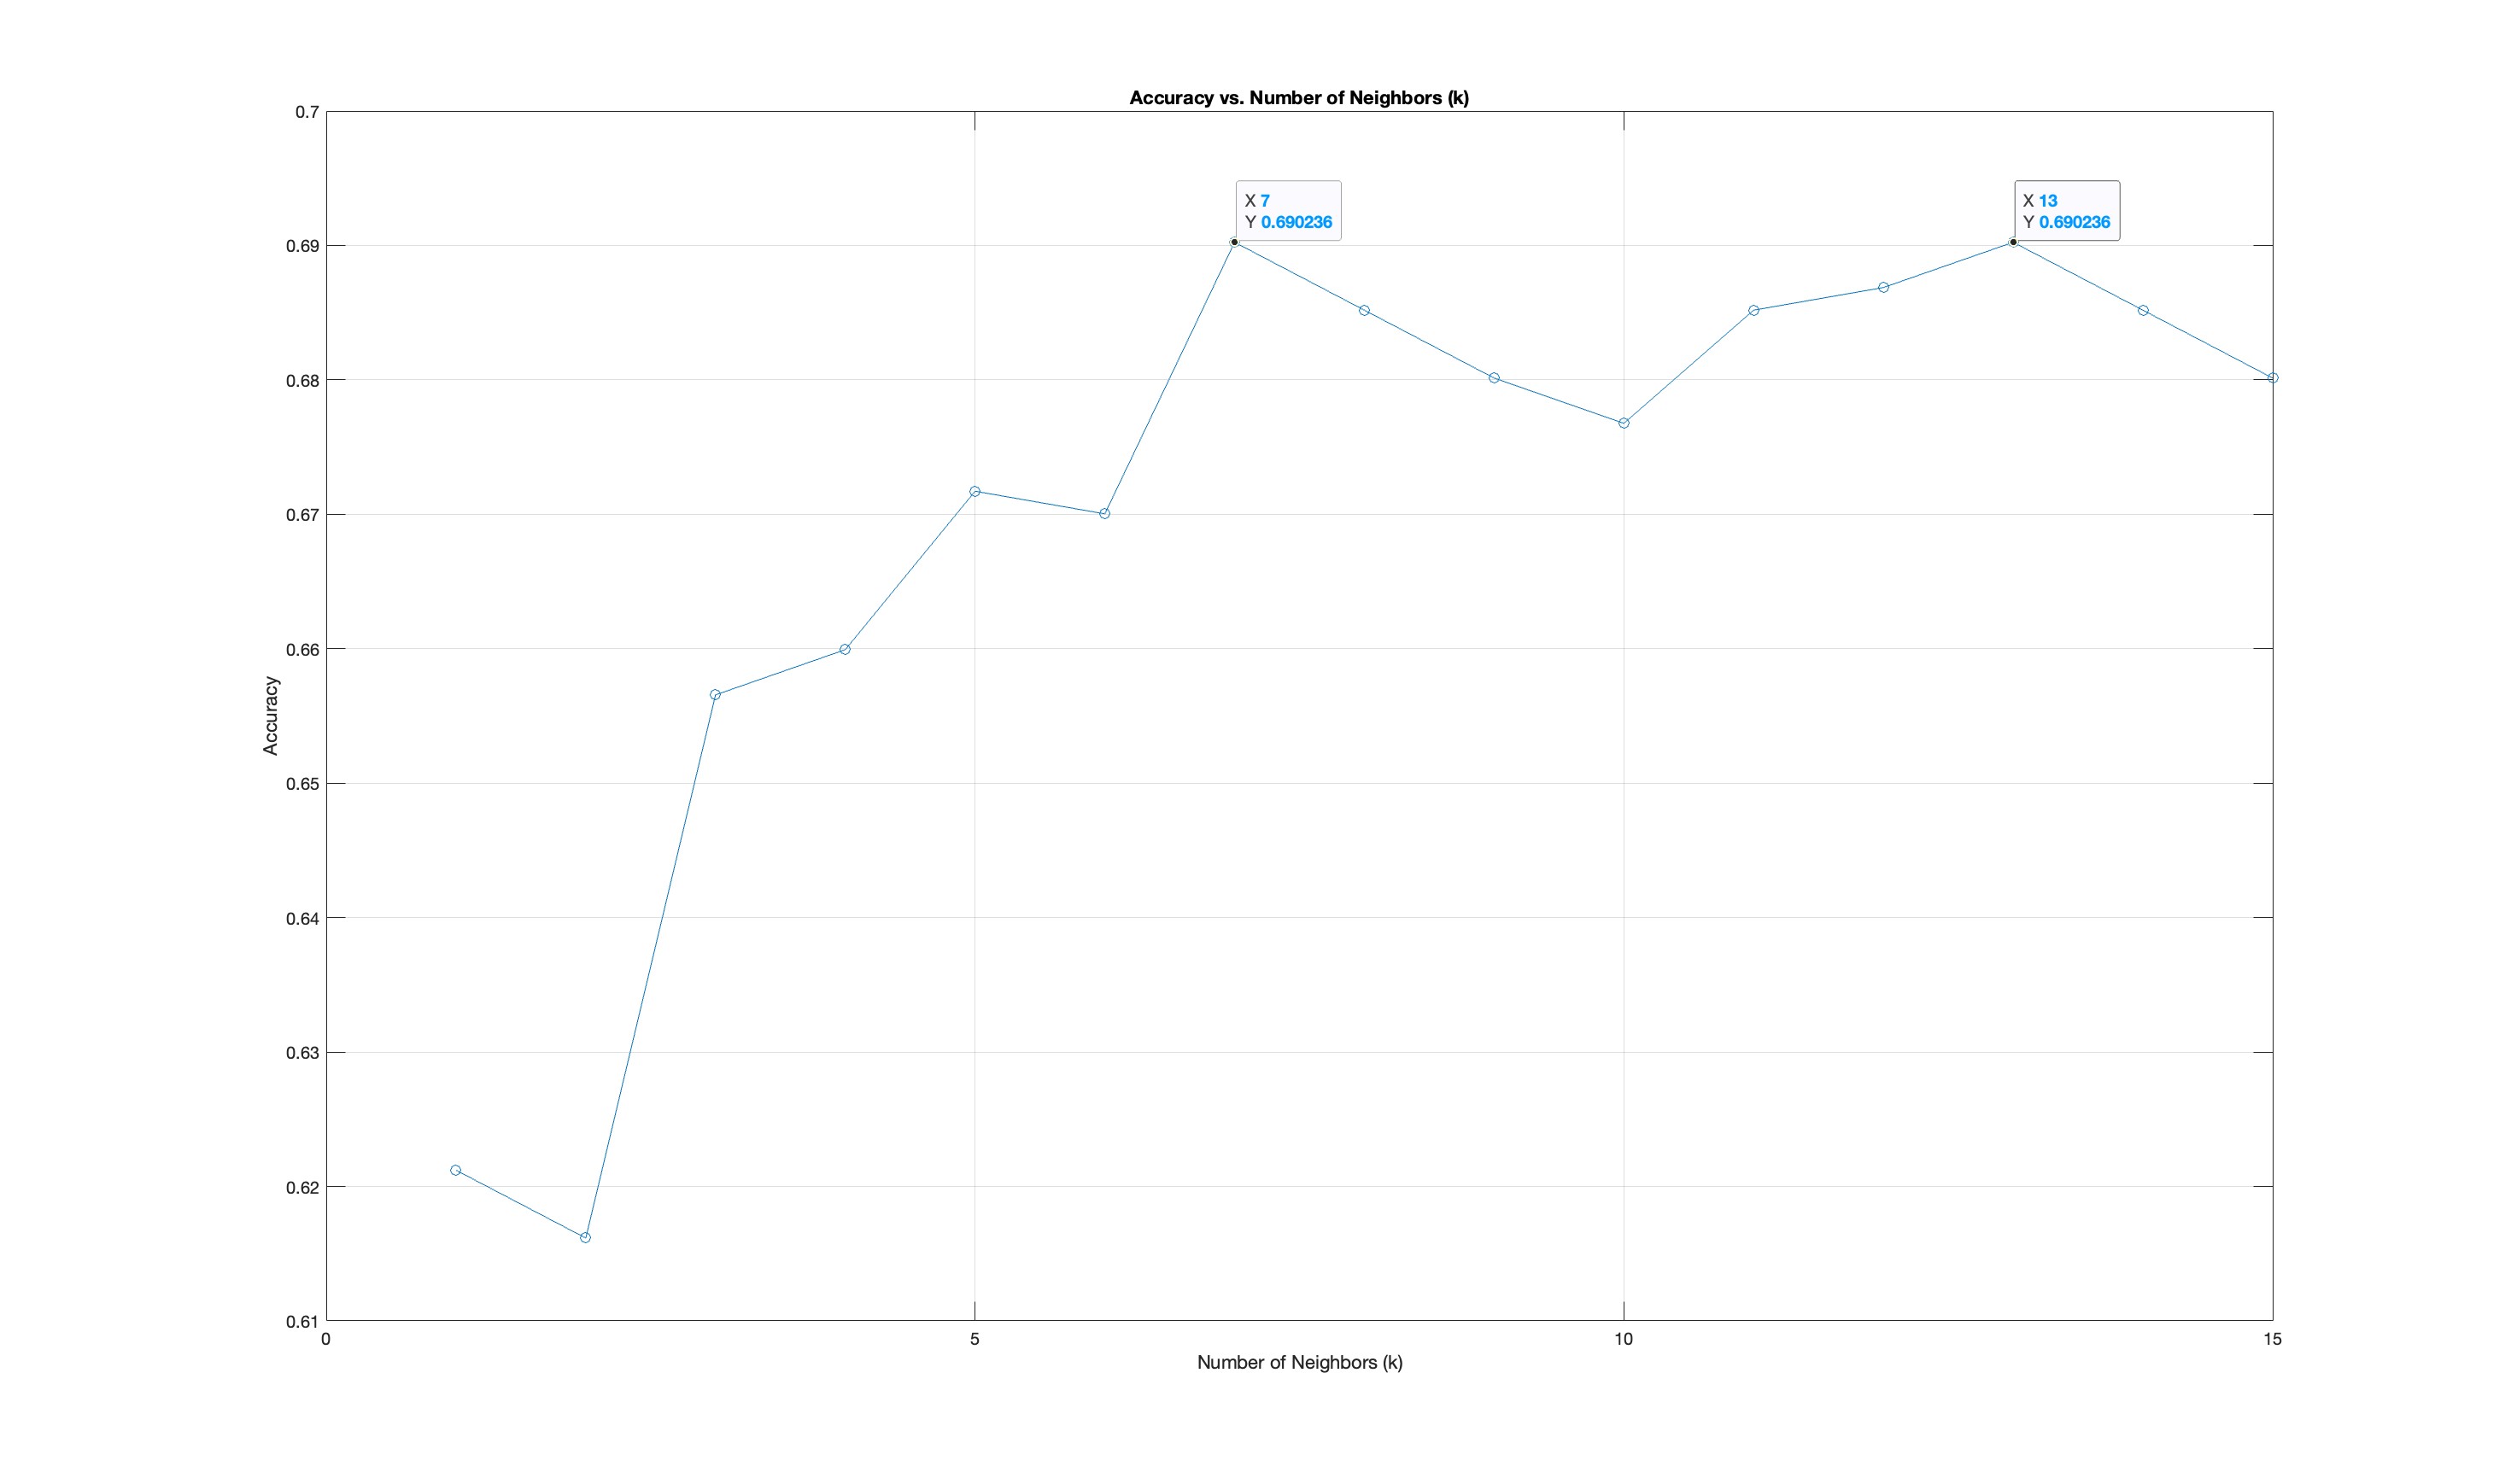 Accuracy vs. Number of Neighbors (k)
0.7
X 7
Y 0.690236
X 13
Y 0.690236
0.69
0.68
0.67
0.66
0.65
0.64
0.63
0.62
0.61
Accuracy
0
5
10
15
Number of Neighbors (k)